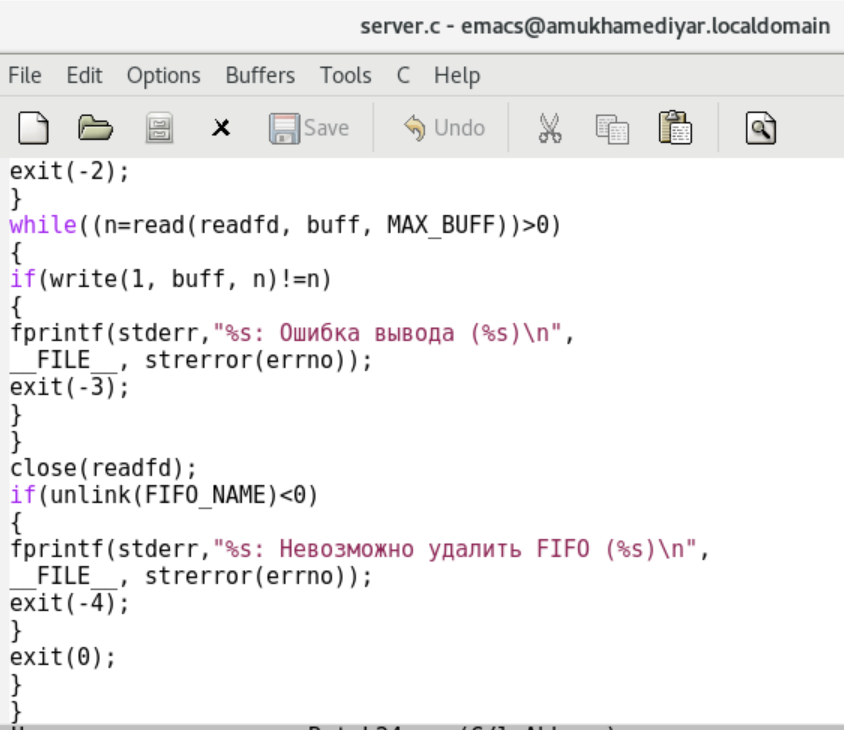 server.c - emacs@amukhamediyar.localdomain
File Edit Options Buffers Tools C Help
Save Undo
exit(-2);
}
while((n=read(readfd, buff, MAX_BUFF))>0)
{
if(write(1, buff, n)!=n)
{
fprintf(stderr,"%s: Ошибка вывода (%s)\n",
__FILE__, strerror(errno));
exit(-3);
}
}
close(readfd);
if(unlink(FIFO_NAME)<0)
{
fprintf(stderr,"%s: Невозможно удалить FIFO (%s)\n",
__FILE__, strerror(errno));
exit(-4);
}
exit(0);
}
}